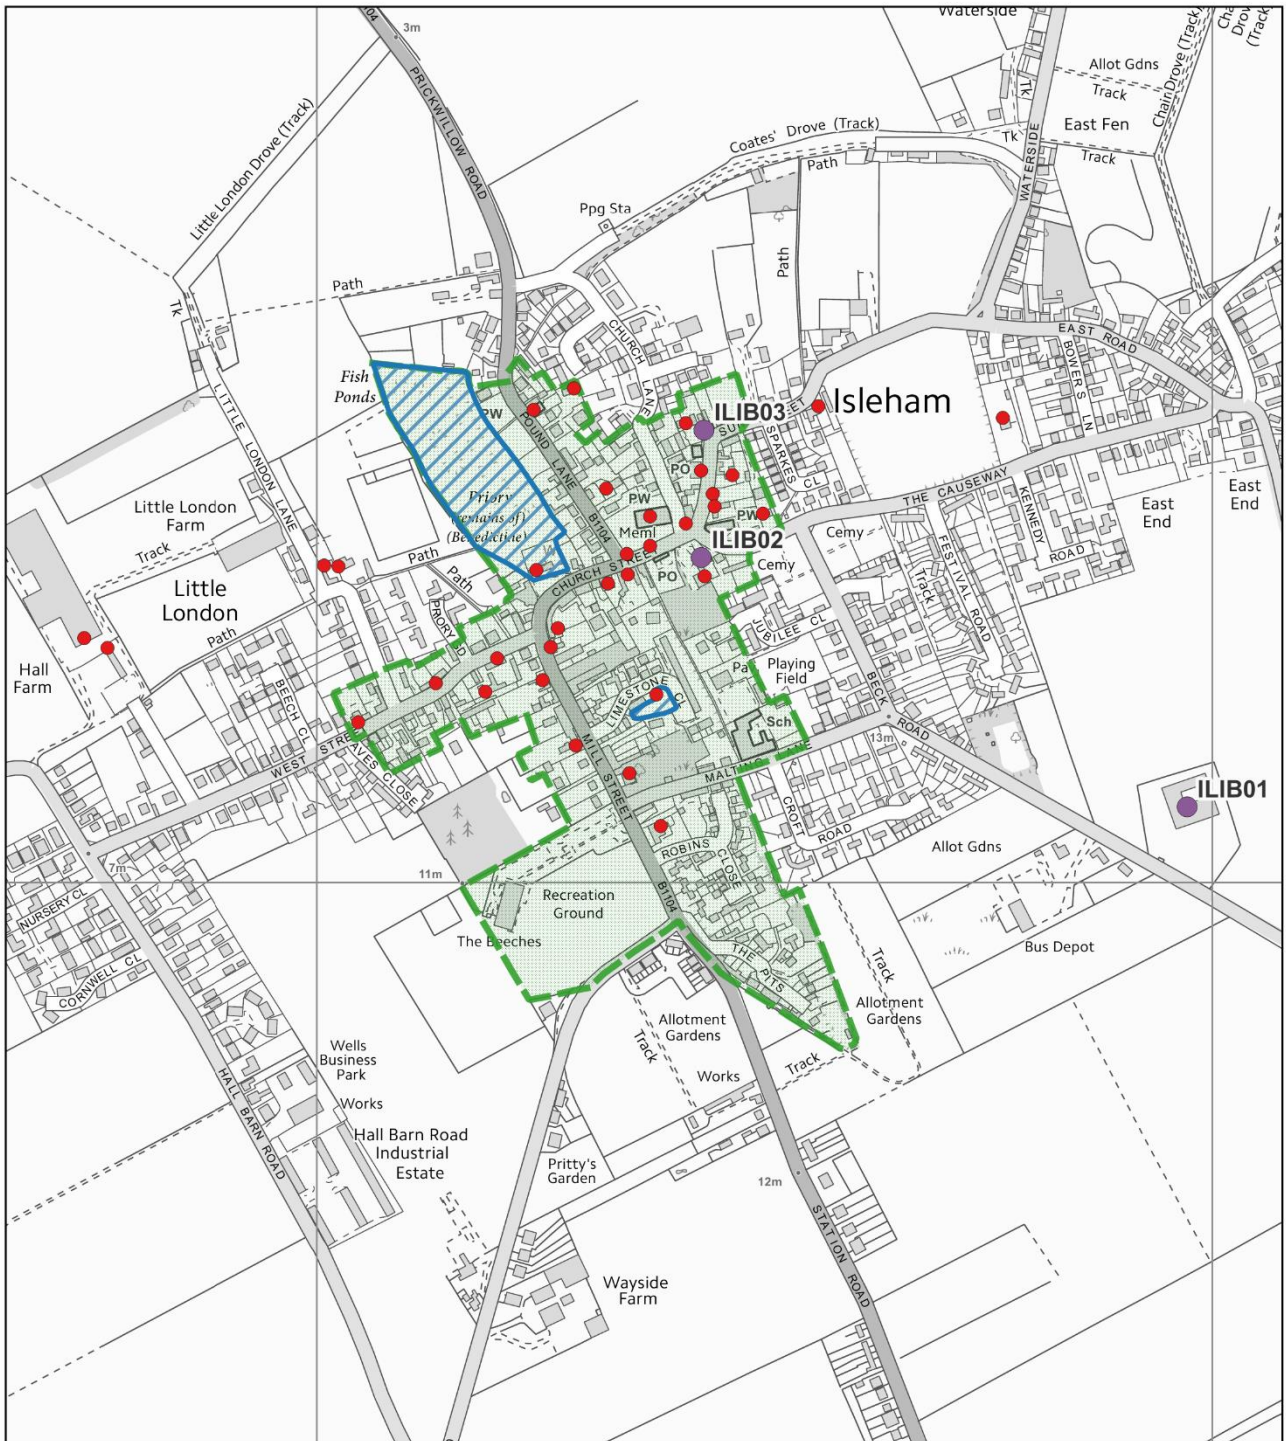 104
3m
Waterside
Allot Gdns
Track
Chain Drove (Track)
Tk
PRICKWILLOW ROAD
Little London Drove (Track)
Coates' Drove (Track)
Tk
East Fen
Track
Path
WATERSIDE
Ppg Sta
Path
Path
Tk
CHURCH LANE
EAST ROAD
BOWERS LN
Fish
Ponds
PW
POUND LANE
LITTLE LONDON LANE
ILIB03
Isleham
SPARKES CL
PO
PW
Meml
PW
Priory
(remains of)
(Benedictine)
B1104
THE CAUSEWAY
KENNEDY ROAD
East
End
East
End
Little London
Farm
Track
Path
Path
ILIB02
CHURCH STREET
PO
Cemy
Cemy
FESTIVAL ROAD
Track
Little
London
Path
JUBILEE CL
Playing
Field
Hall
Farm
BEECH CL
LIMESTONE CL
BECK ROAD
Sch
13m
WEST STREET
MILL STREET
MALTING LANE
ILIB01
CROFT ROAD
ROBINS CLOSE
Allot Gdns
7m
11m
NURSERY CL
Recreation
Ground
B1104
The Beeches
Bus Depot
CORNWELL CL
THE PITS
Track
Allotment
Gardens
Allotment
Gardens
Track
Wells
Business
Park
Works
Track
Works
HALL BARN ROAD
Hall Barn Road
Industrial
Estate
Pritty's
Garden
12m
STATION ROAD
Wayside
Farm